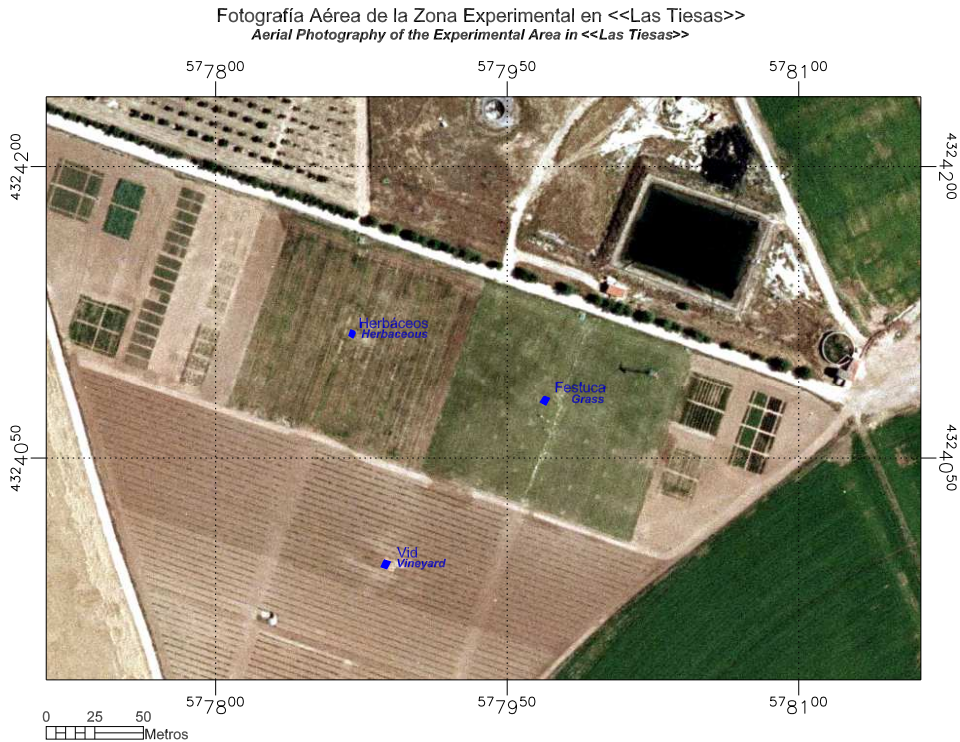 Fotografía Aérea de la Zona Experimental en <<Las Tiesas>>
Aerial Photography of the Experimental Area in <<Las Tiesas>>
577800 577950 578100
4324200 4324200
Herbáceos
Herbaceous
Festuca
Grass
4324050 4324050
Vid
Vineyard
577800 577950 578100
0 25 50
Metros